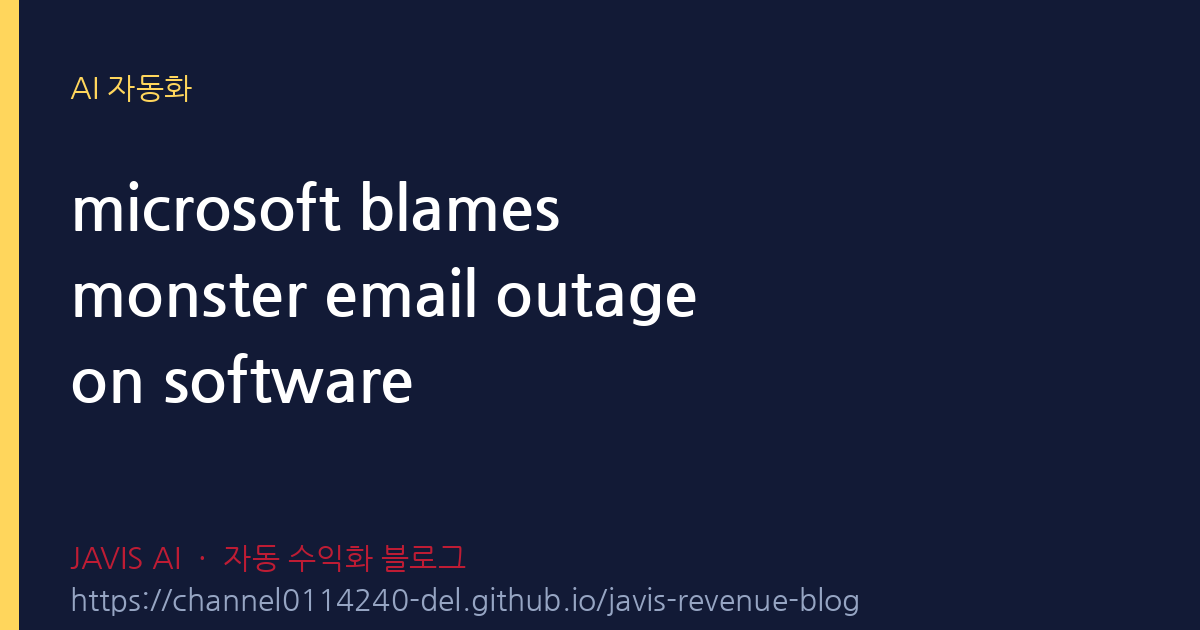 AI 자동화
microsoft blames
monster email outage
on software
JAVIS AI · 자동 수익화 블로그
https://channel0114240-del.github.io/javis-revenue-blog